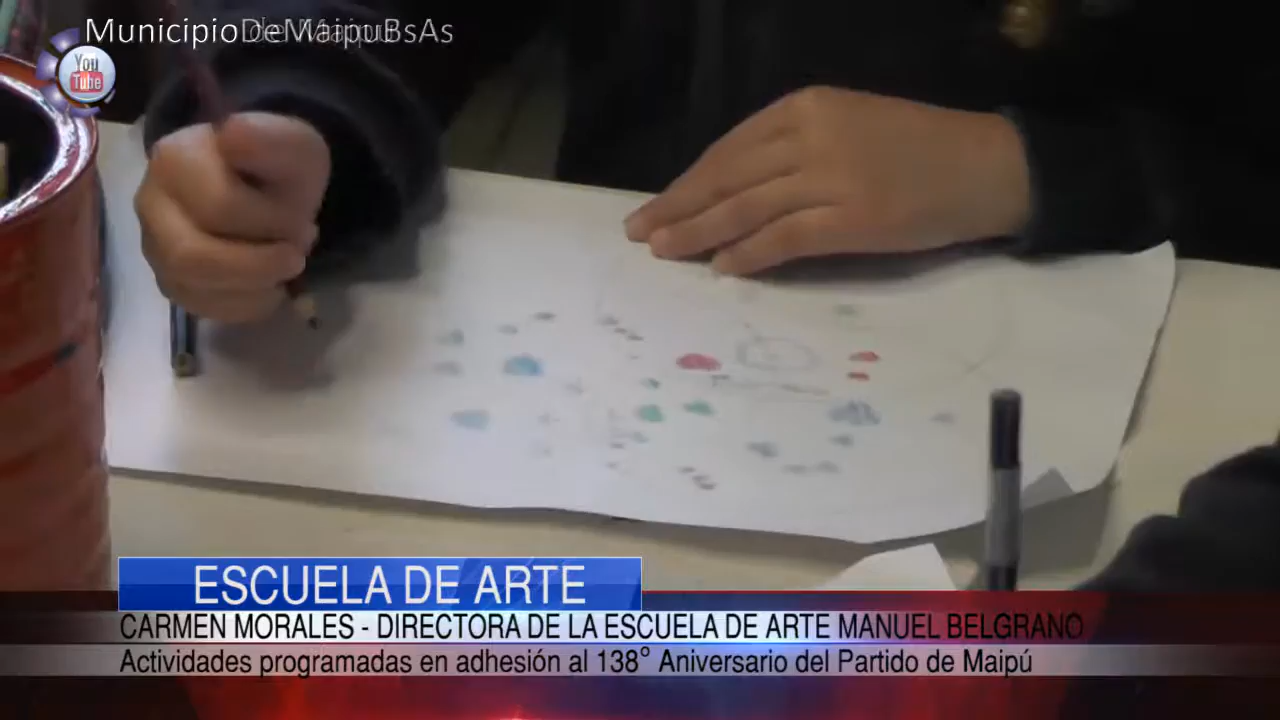 Municipio De Maipu BsAs
You
Tube
ESCUELA DE ARTE
CARMEN MORALES - DIRECTORA DE LA ESCUELA DE ARTE MANUEL BELGRANO
Actividades programadas en adhesión al 138° Aniversario del Partido de Maipú